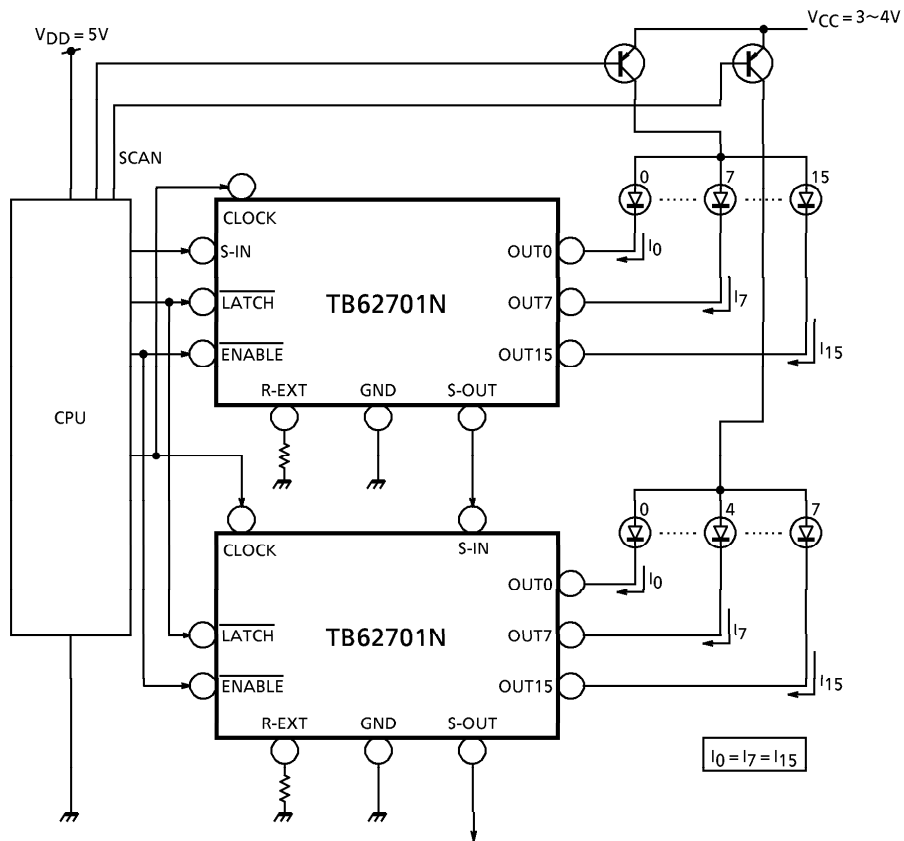 VDD = 5V
VCC = 3~4V
SCAN
0 7 15
CLOCK
S-IN
OUT0
I0
LATCH
TB62701N
OUT7
I7
ENABLE
OUT15
I15
R-EXT GND S-OUT
CPU
0 4 7
CLOCK
S-IN
OUT0
I0
LATCH
TB62701N
OUT7
I7
ENABLE
OUT15
I15
R-EXT GND S-OUT
I0 = I7 = I15